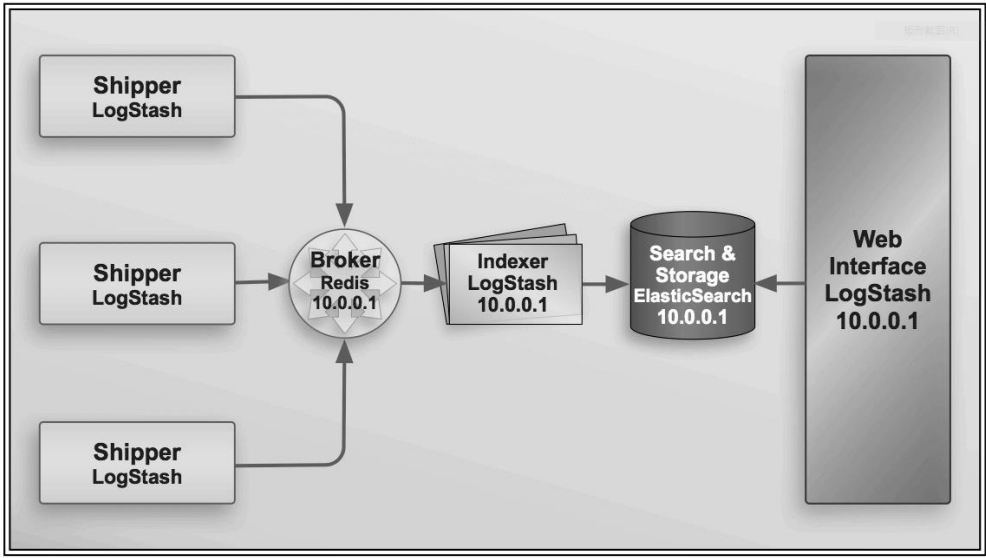 Shipper
LogStash
Shipper
LogStash
Shipper
LogStash
Broker
Redis
10.0.0.1
Indexer
LogStash
10.0.0.1
Search &
Storage
ElasticSearch
10.0.0.1
Web
Interface
LogStash
10.0.0.1